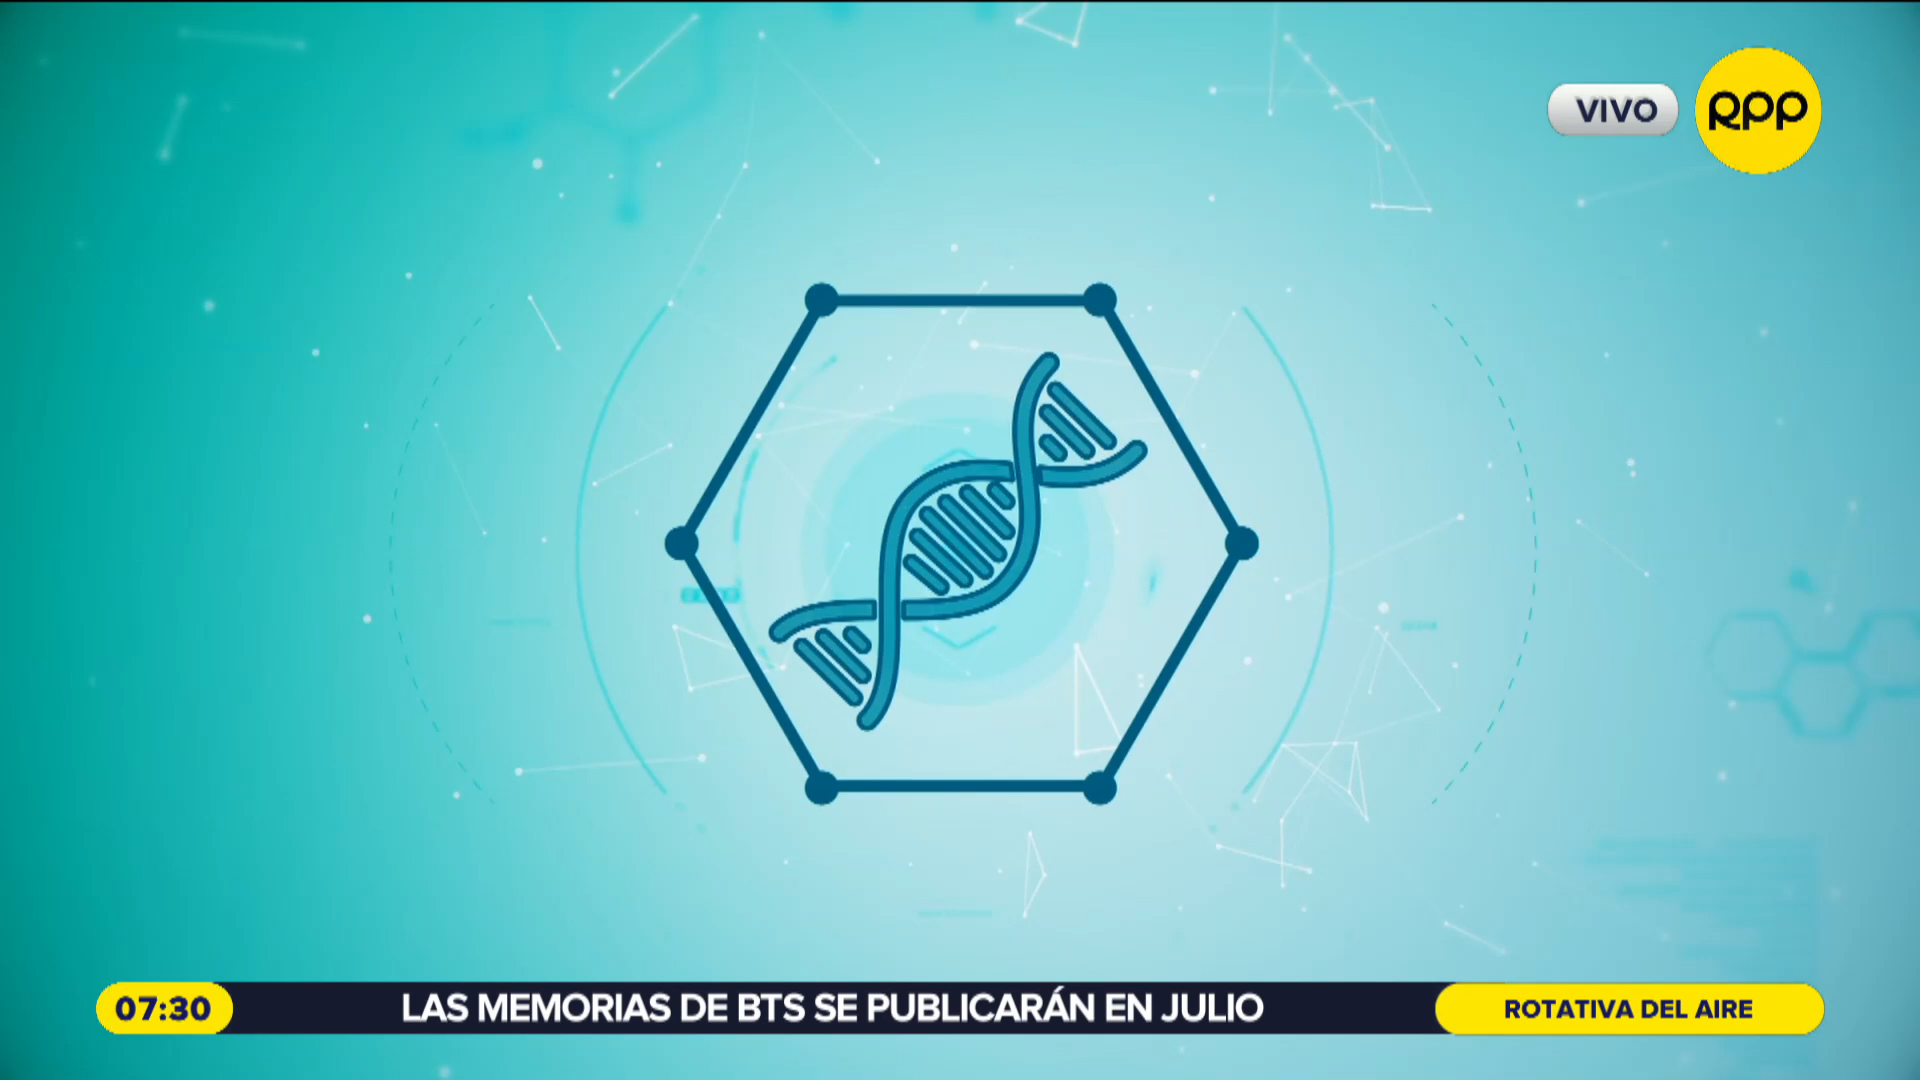 VIVO
rpp
07:30
LAS MEMORIAS DE BTS SE PUBLICARÁN EN JULIO
ROTATIVA DEL AIRE